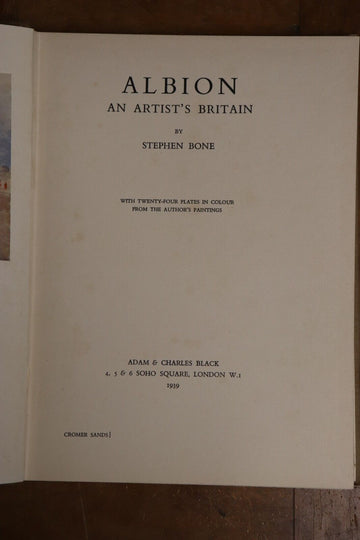 ALBION
AN ARTIST'S BRITAIN
BY
STEPHEN BONE
WITH TWENTY-FOUR PLATES IN COLOUR
FROM THE AUTHOR'S PAINTINGS
ADAM & CHARLES BLACK
4, 5 & 6 SOHO SQUARE, LONDON W.1
1939
CROMER SANDS]